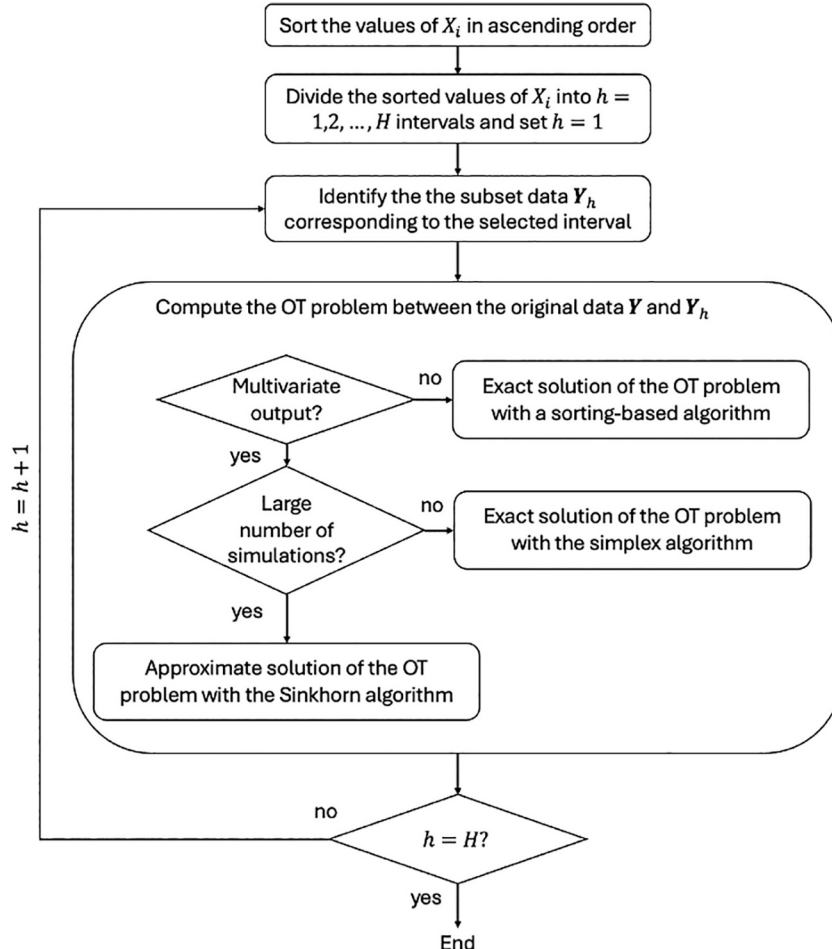 Sort the values of Xᵢ in ascending order
Divide the sorted values of Xᵢ into h =
1,2, …, H intervals and set h = 1
Identify the the subset data Yₕ
corresponding to the selected interval
Compute the OT problem between the original data Y and Yₕ
Multivariate
output?
no
Exact solution of the OT problem
with a sorting-based algorithm
yes
Large
number of
simulations?
no
Exact solution of the OT problem
with the simplex algorithm
yes
Approximate solution of the OT
problem with the Sinkhorn algorithm
h = h + 1
no
h = H?
yes
End